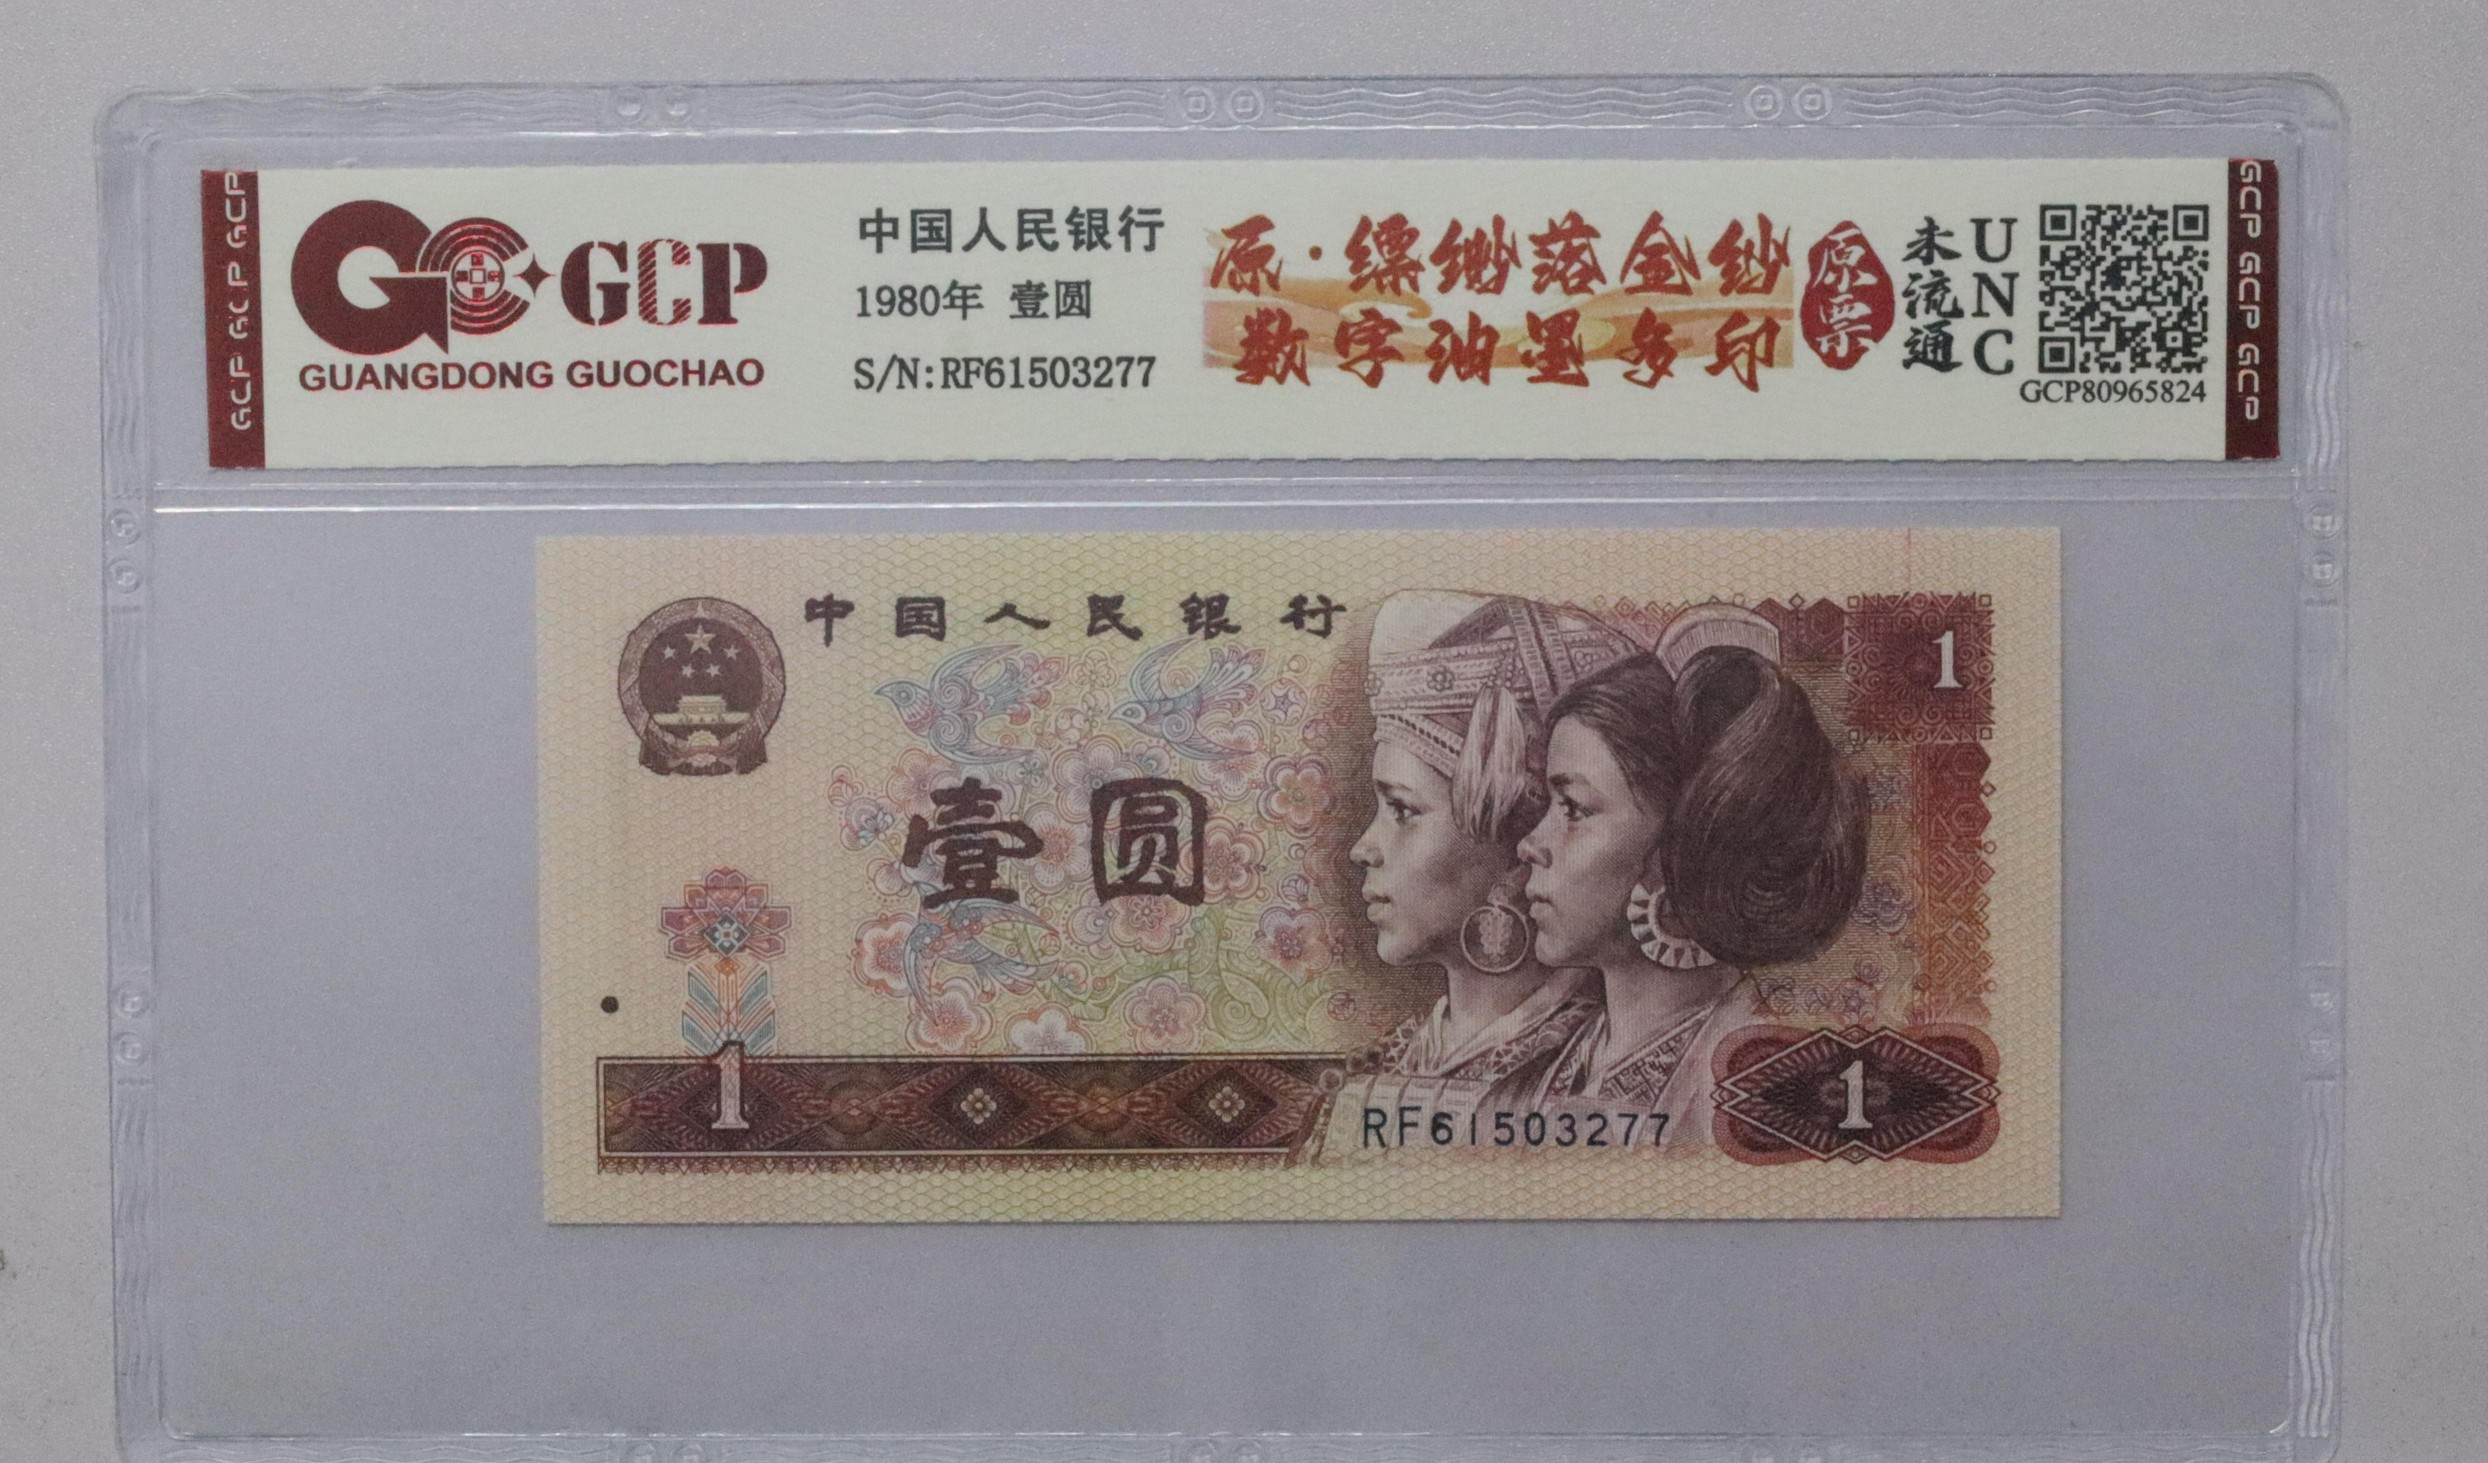 GCP GCP GCP
GCP
GUANGDONG GUOCHAO
中国人民银行
1980年 壹圆
S/N:RF61503277
原·缥缈落金纱
数字油墨多印
原票
未流通
UNC
GCP80965824
GCP GCP GCP
中国人民银行
1
壹圆
1
RF61503277
1